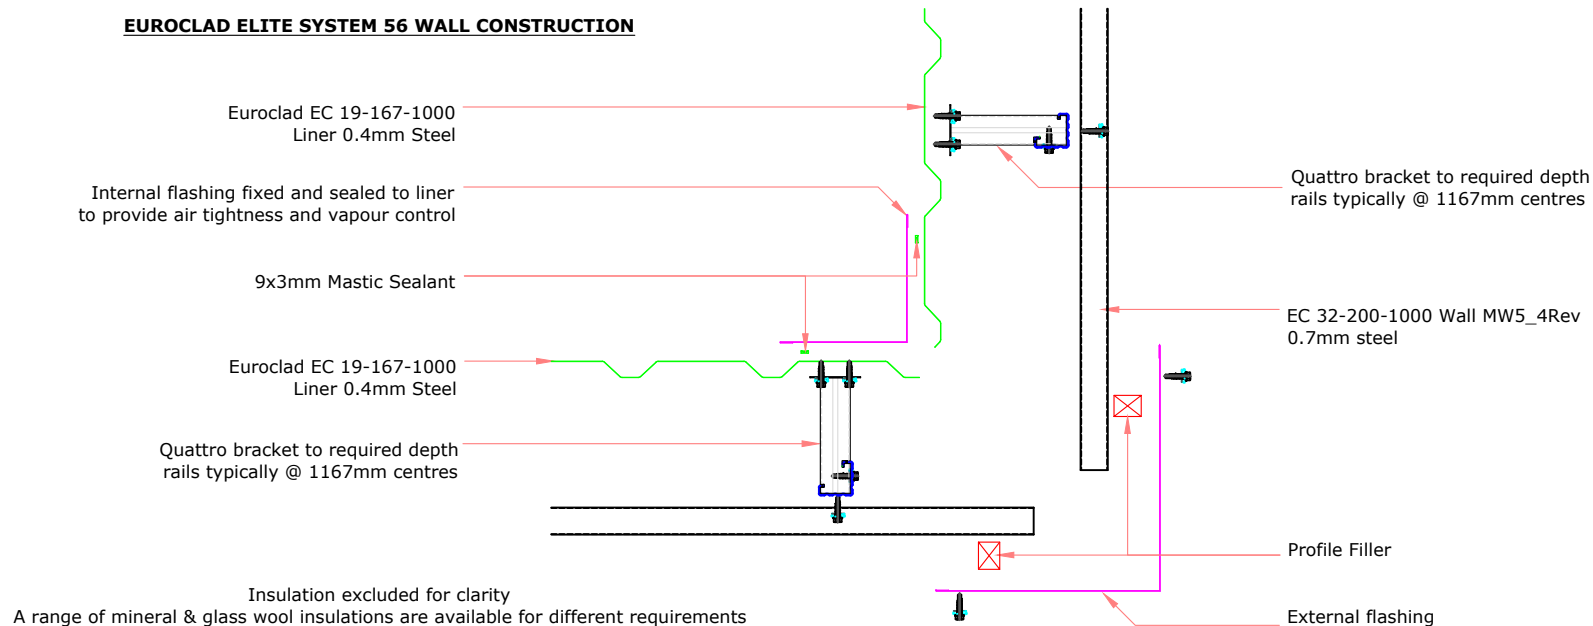 EUROCLAD ELITE SYSTEM 56 WALL CONSTRUCTION
Euroclad EC 19-167-1000
Liner 0.4mm Steel
Internal flashing fixed and sealed to liner
to provide air tightness and vapour control
9x3mm Mastic Sealant
Euroclad EC 19-167-1000
Liner 0.4mm Steel
Quattro bracket to required depth
rails typically @ 1167mm centres
Quattro bracket to required depth
rails typically @ 1167mm centres
EC 32-200-1000 Wall MW5_4Rev
0.7mm steel
Profile Filler
External flashing
Insulation excluded for clarity
A range of mineral & glass wool insulations are available for different requirements